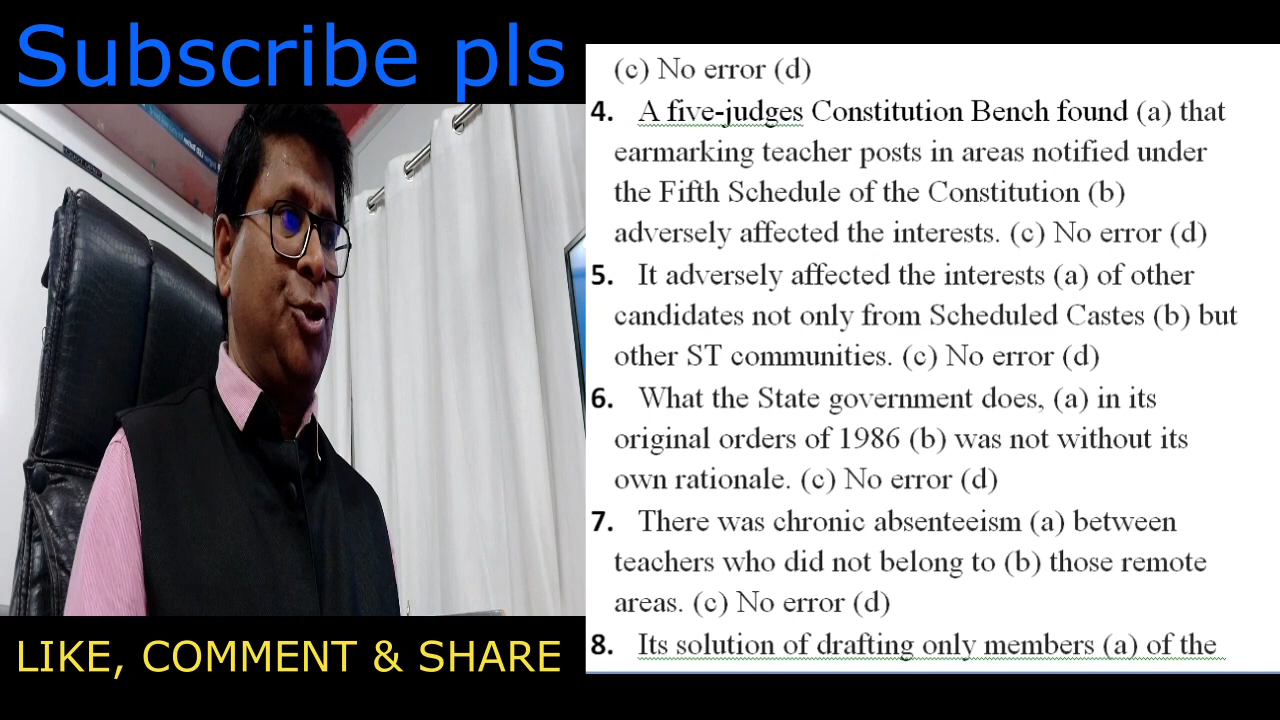 Subscribe pls
(c) No error (d)
4. A five-judges Constitution Bench found (a) that
earmarking teacher posts in areas notified under
the Fifth Schedule of the Constitution (b)
adversely affected the interests. (c) No error (d)
5. It adversely affected the interests (a) of other
candidates not only from Scheduled Castes (b) but
other ST communities. (c) No error (d)
6. What the State government does, (a) in its
original orders of 1986 (b) was not without its
own rationale. (c) No error (d)
7. There was chronic absenteeism (a) between
teachers who did not belong to (b) those remote
areas. (c) No error (d)
8. Its solution of drafting only members (a) of the
LIKE, COMMENT & SHARE